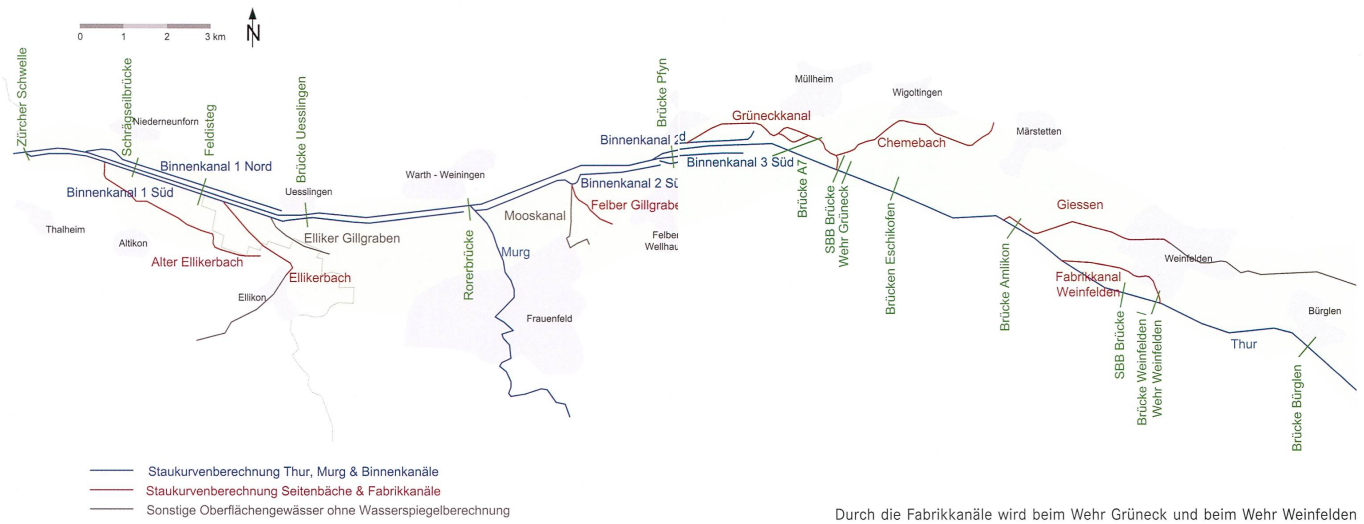 0 1 2 3 km
N
Zürcher Schwelle
Schrägseilbrücke
Feldisteg
Brücke Uesslingen
Niederneunforn
Binnenkanal 1 Nord
Binnenkanal 1 Süd
Uesslingen
Thalheim
Altikon
Alter Ellikerbach
Elliker Gillgraben
Ellikerbach
Ellikon
Warth - Weiningen
Rorerbrücke
Murg
Frauenfeld
Mooskanal
Brücke Pfyn
Binnenkanal 2
Binnenkanal 2 Sü
Felber Gillgrabe
Felber
Wellhau
Müllheim
Grüneckkanal
Binnenkanal 3 Süd
Brücke A7
SBB Brücke
Wehr Grüneck
Wigoltingen
Chemebach
Brücken Eschikofen
Märstetten
Brücke Amlikon
Giessen
Weinfelden
Fabrikkanal
Weinfelden
SBB Brücke
Brücke Weinfelden /
Wehr Weinfelden
Thur
Bürglen
Brücke Bürglen
Staukurvenberechnung Thur, Murg & Binnenkanäle
Staukurvenberechnung Seitenbäche & Fabrikkanäle
Sonstige Oberflächengewässer ohne Wasserspiegelberechnung
Durch die Fabrikkanäle wird beim Wehr Grüneck und beim Wehr Weinfelden